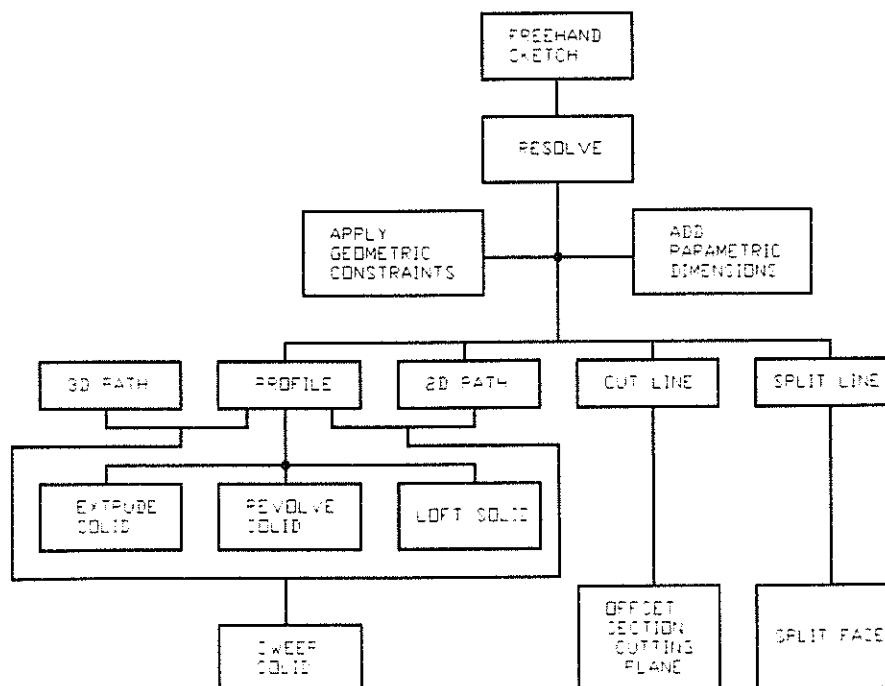 FREEHAND
SKETCH
RESOLVE
APPLY
GEOMETRIC
CONSTRAINTS
ADD
PARAMETRIC
DIMENSIONS
3D PATH
PROFILE
2D PATH
CUT LINE
SPLIT LINE
EXTRUDE
SOLID
REVOLVE
SOLID
LOFT SOLID
SWEEP
SOLID
OFFSET
SECTION
CUTTING
PLANE
SPLIT FACE